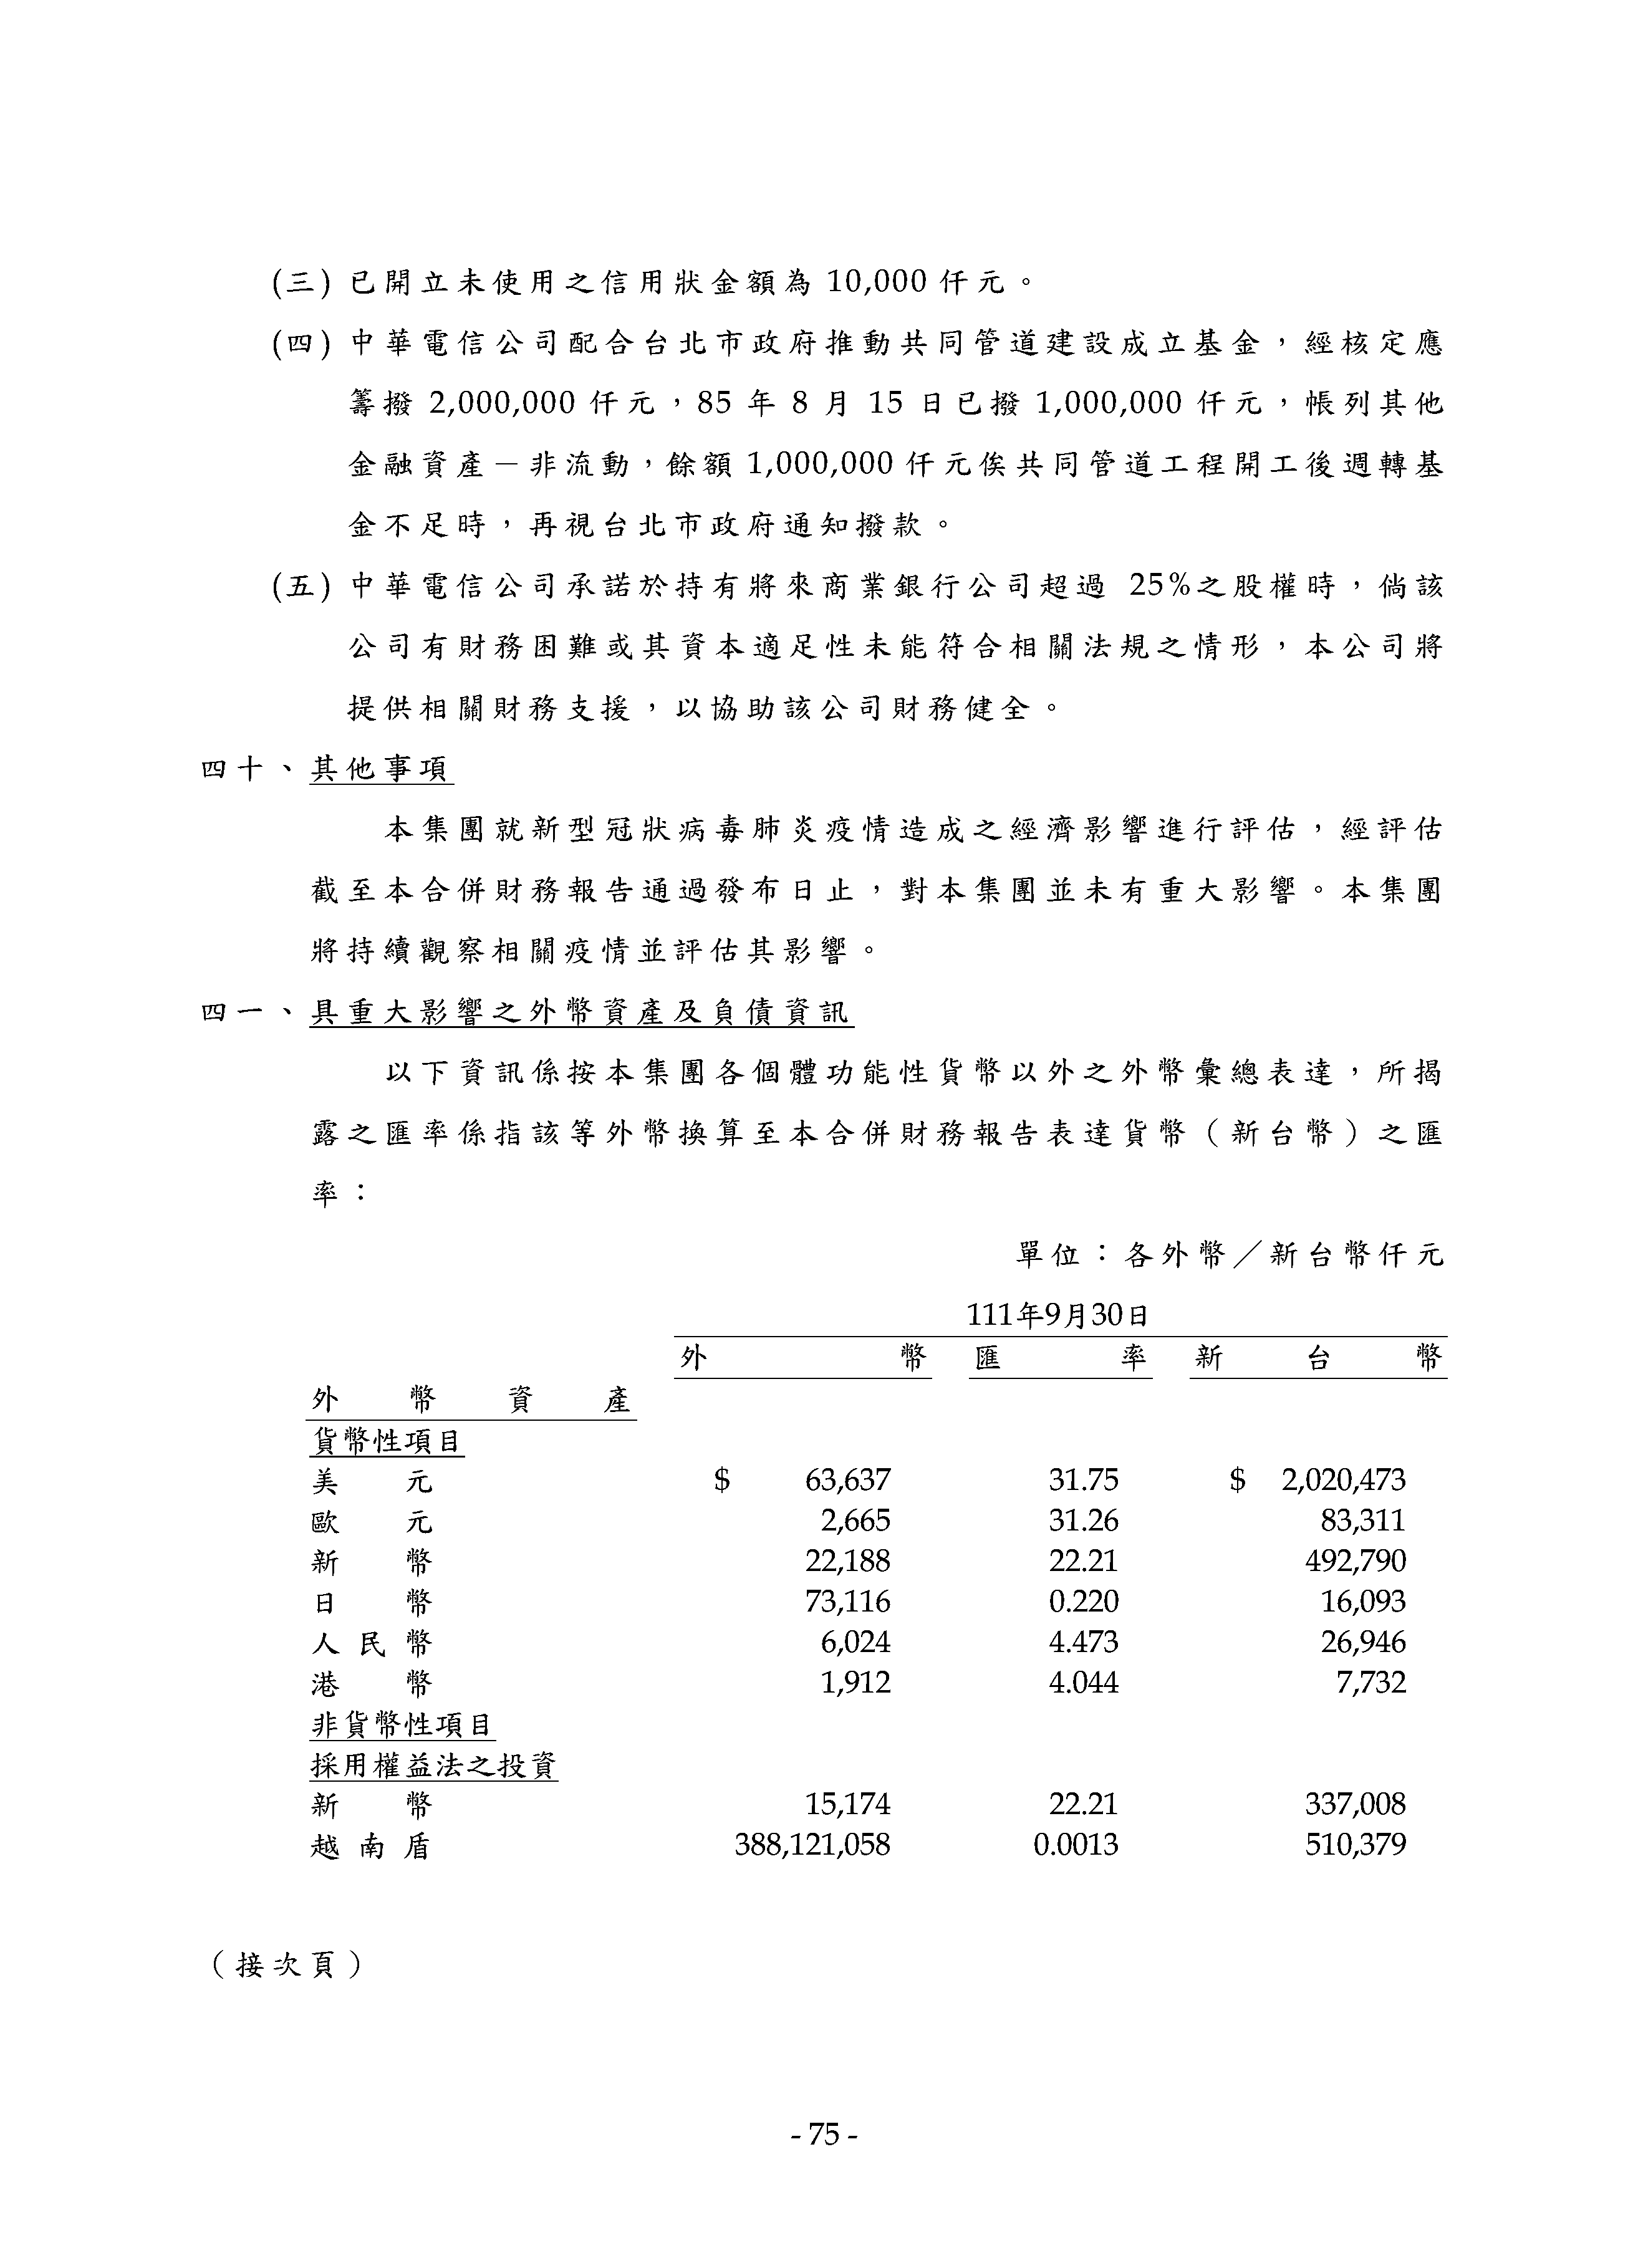 (三) 已開立未使用之信用狀金額為 10,000 仟元。
(四) 中華電信公司配合台北市政府推動共同管道建設成立基金，經核定應
籌撥 2,000,000 仟元，85 年 8 月 15 日已撥 1,000,000 仟元，帳列其他
金融資產－非流動，餘額 1,000,000 仟元俟共同管道工程開工後週轉基
金不足時，再視台北市政府通知撥款。
(五) 中華電信公司承諾於持有將來商業銀行公司超過 25%之股權時，倘該
公司有財務困難或其資本適足性未能符合相關法規之情形，本公司將
提供相關財務支援，以協助該公司財務健全。
四十、其他事項
本集團就新型冠狀病毒肺炎疫情造成之經濟影響進行評估，經評估
截至本合併財務報告通過發布日止，對本集團並未有重大影響。本集團
將持續觀察相關疫情並評估其影響。
四一、具重大影響之外幣資產及負債資訊
以下資訊係按本集團各個體功能性貨幣以外之外幣彙總表達，所揭
露之匯率係指該等外幣換算至本合併財務報告表達貨幣（新台幣）之匯
率：
單位：各外幣／新台幣仟元
111年9月30日
外幣 匯率 新台幣
外幣資產
貨幣性項目
美元 $ 63,637 31.75 $ 2,020,473
歐元 2,665 31.26 83,311
新幣 22,188 22.21 492,790
日幣 73,116 0.220 16,093
人民幣 6,024 4.473 26,946
港幣 1,912 4.044 7,732
非貨幣性項目
採用權益法之投資
新幣 15,174 22.21 337,008
越南盾 388,121,058 0.0013 510,379
（接次頁）
- 75 -